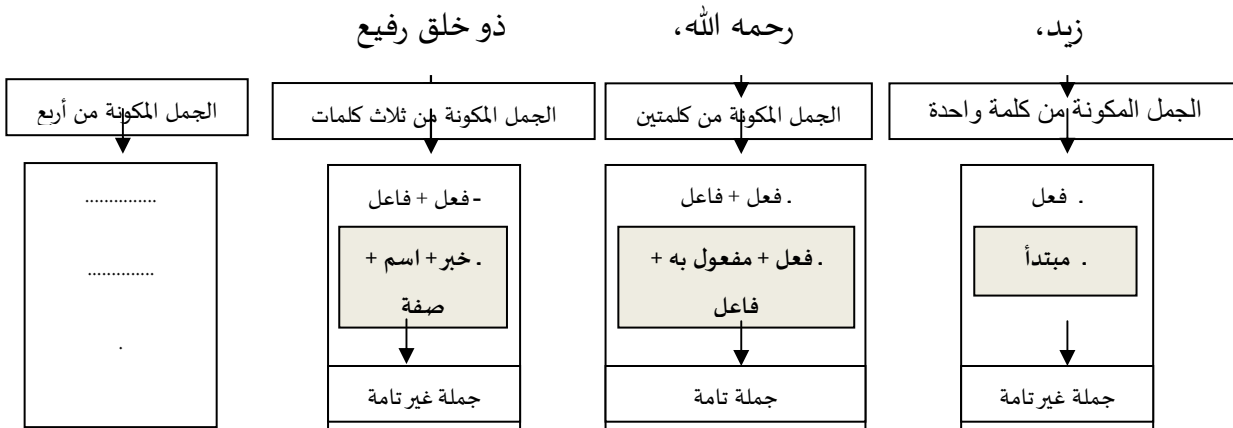 زيد،
رحمه الله،
ذو خلق رفيع
الجمل المكونة من كلمة واحدة
الجمل المكونة من كلمتين
الجمل المكونة من ثلاث كلمات
الجمل المكونة من أربع
. فعل
. مبتدأ
جملة غير تامة
. فعل + فاعل
. فعل + مفعول به +
فاعل
جملة تامة
- فعل + فاعل
. خبر + اسم +
صفة
جملة غير تامة
...............
..............
.